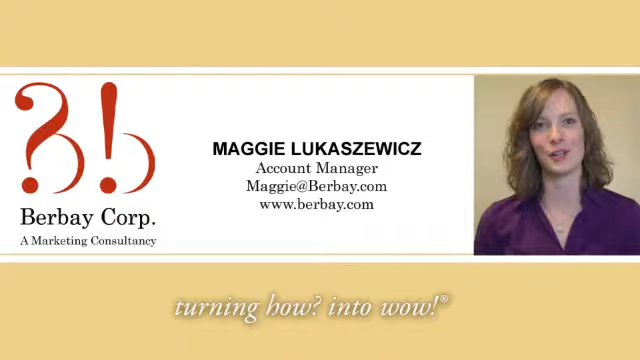 MAGGIE LUKASZEWICZ
Account Manager
Maggie@Berbay.com
www.berbay.com
Berbay Corp.
A Marketing Consultancy
turning how? into wow!®